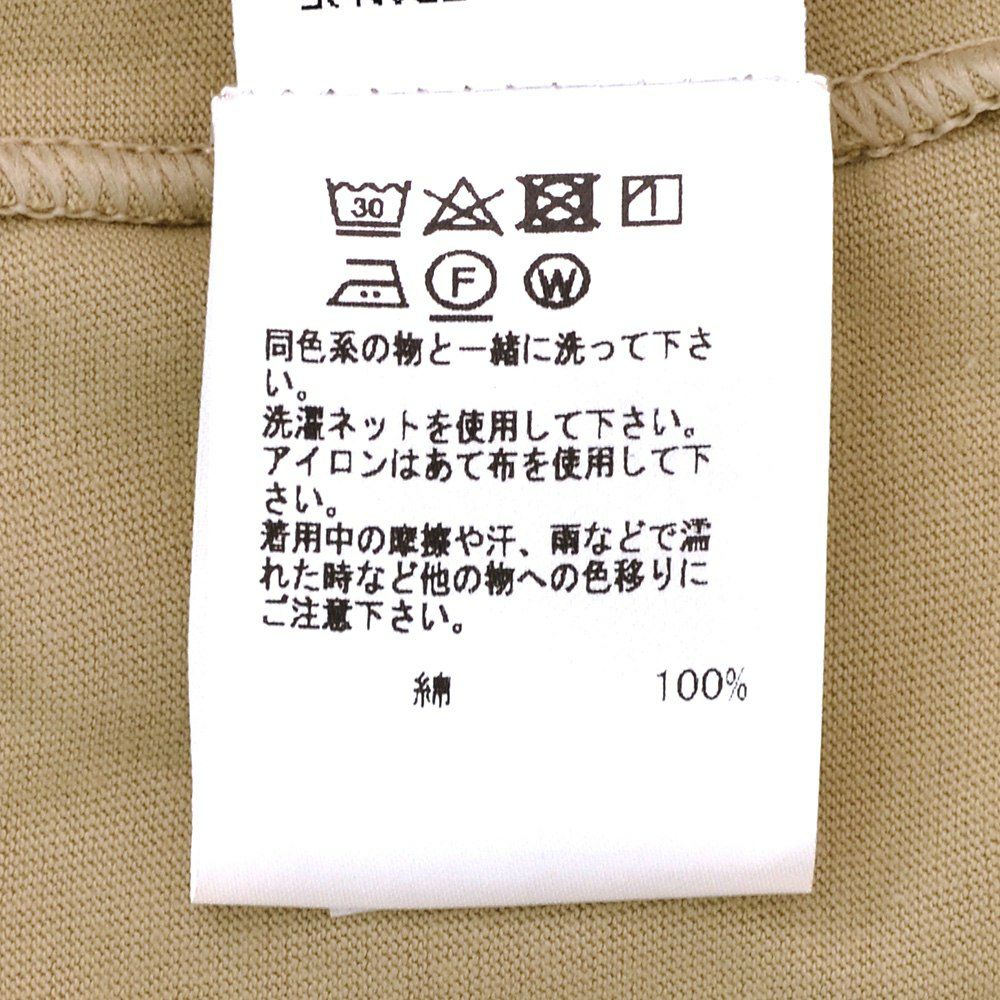 30
F W
同色系の物と一緒に洗って下さ
い。
洗濯ネットを使用して下さい。
アイロンはあて布を使用して下
さい。
着用中の摩擦や汗、雨などで濡
れた時など他の物への色移りに
ご注意下さい。
綿 100%